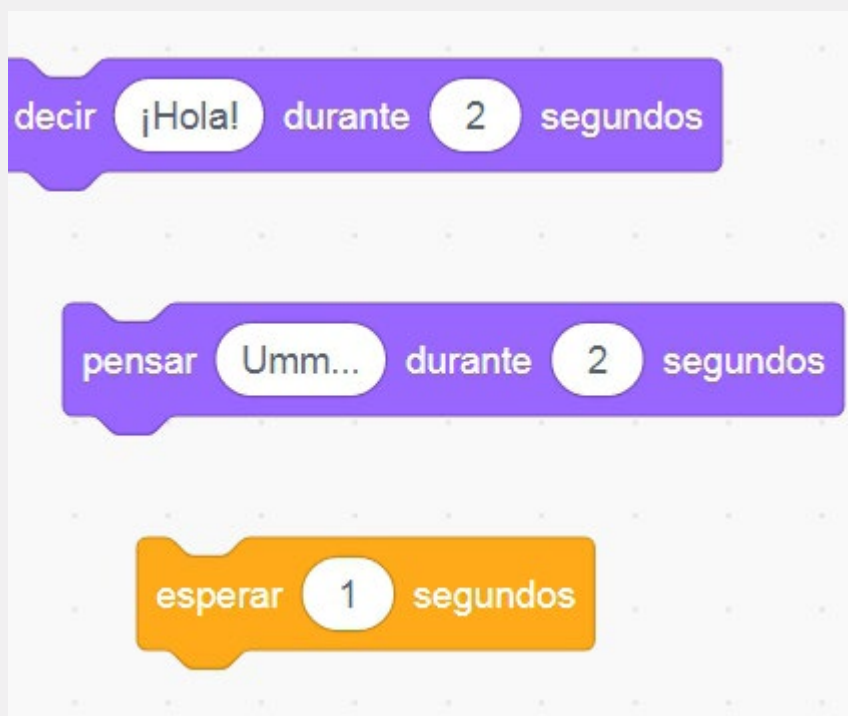 decir ¡Hola! durante 2 segundos
pensar Umm... durante 2 segundos
esperar 1 segundos